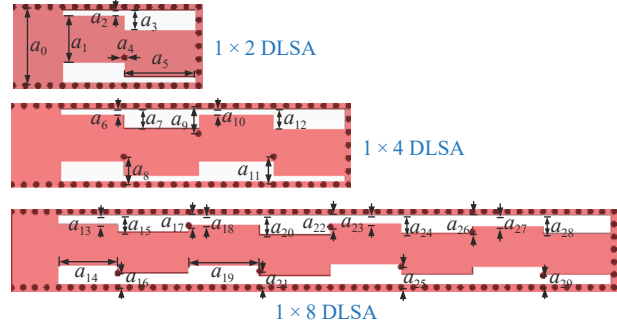 a₂ a₃
a₀ a₁ a₄ a₅
1 × 2 DLSA
a₆ a₇ a₉ a₁₀ a₁₂
a₈ a₁₁
1 × 4 DLSA
a₁₃ a₁₅ a₁₇ a₁₈ a₂₀ a₂₂ a₂₃ a₂₄ a₂₆ a₂₇ a₂₈
a₁₄ a₁₆ a₁₉ a₂₁ a₂₅ a₂₉
1 × 8 DLSA